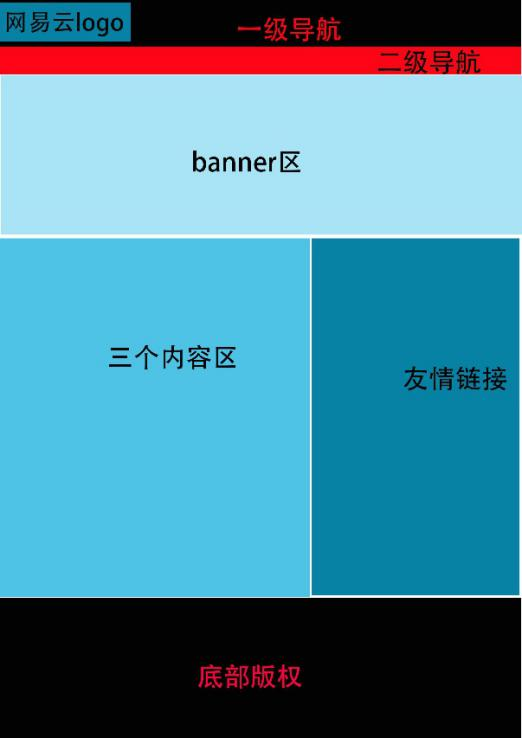 网易云logo
一级导航
二级导航
banner区
三个内容区
友情链接
底部版权